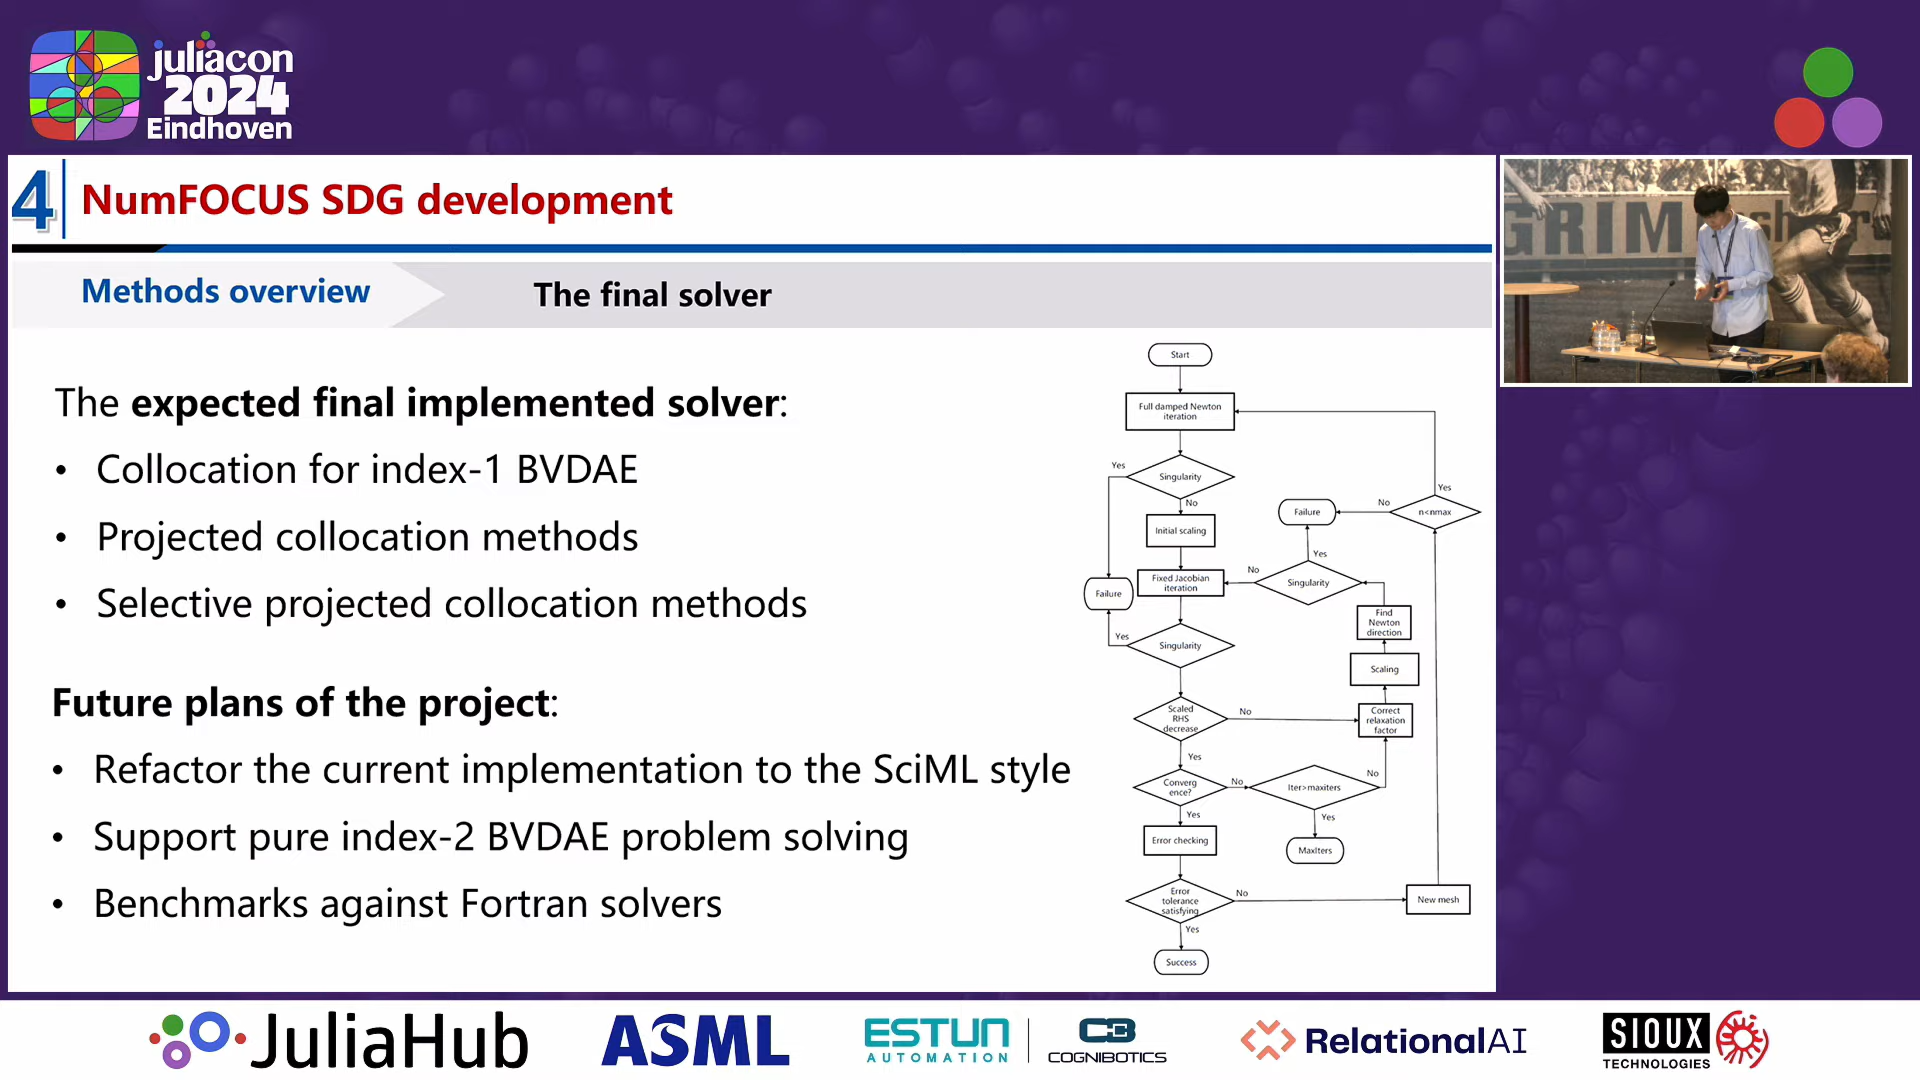 juliacon
2024
Eindhoven
4
NumFOCUS SDG development
Methods overview
The final solver
The expected final implemented solver:
• Collocation for index-1 BVDAE
• Projected collocation methods
• Selective projected collocation methods
Future plans of the project:
• Refactor the current implementation to the SciML style
• Support pure index-2 BVDAE problem solving
• Benchmarks against Fortran solvers
Start
Full damped Newton
iteration
Yes
Singularity
No
Initial scaling
Fixed Jacobian
iteration
Failure
Yes
Singularity
Scaled
RHS
decrease
No
Yes
Converg
ence?
No
Iter>maxiters
No
Yes
Yes
MaxIters
Error checking
Error
tolerance
satisfying
No
New mesh
Yes
Success
Yes
n<nmax
No
Failure
Yes
Singularity
No
Find
Newton
direction
Scaling
Correct
relaxation
factor
GRIM
JuliaHub
ASML
ESTUN
AUTOMATION
COGNIBOTICS
RelationalAI
SIOUX
TECHNOLOGIES